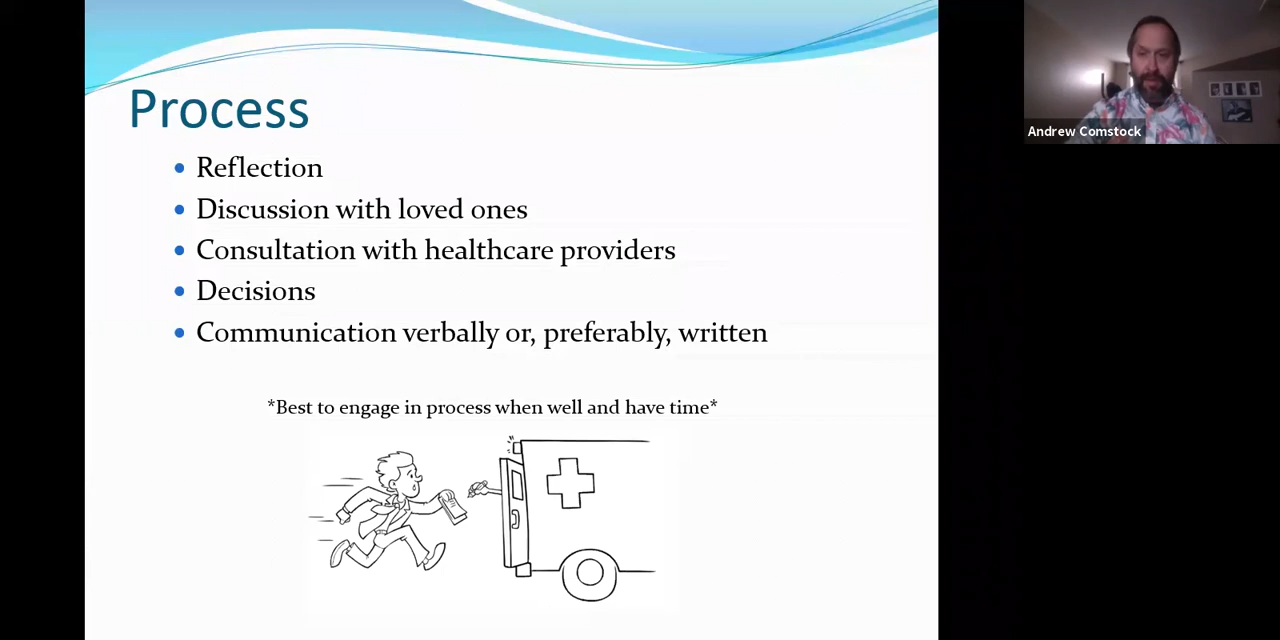 Process
Reflection
Discussion with loved ones
Consultation with healthcare providers
Decisions
Communication verbally or, preferably, written
*Best to engage in process when well and have time*
Andrew Comstock